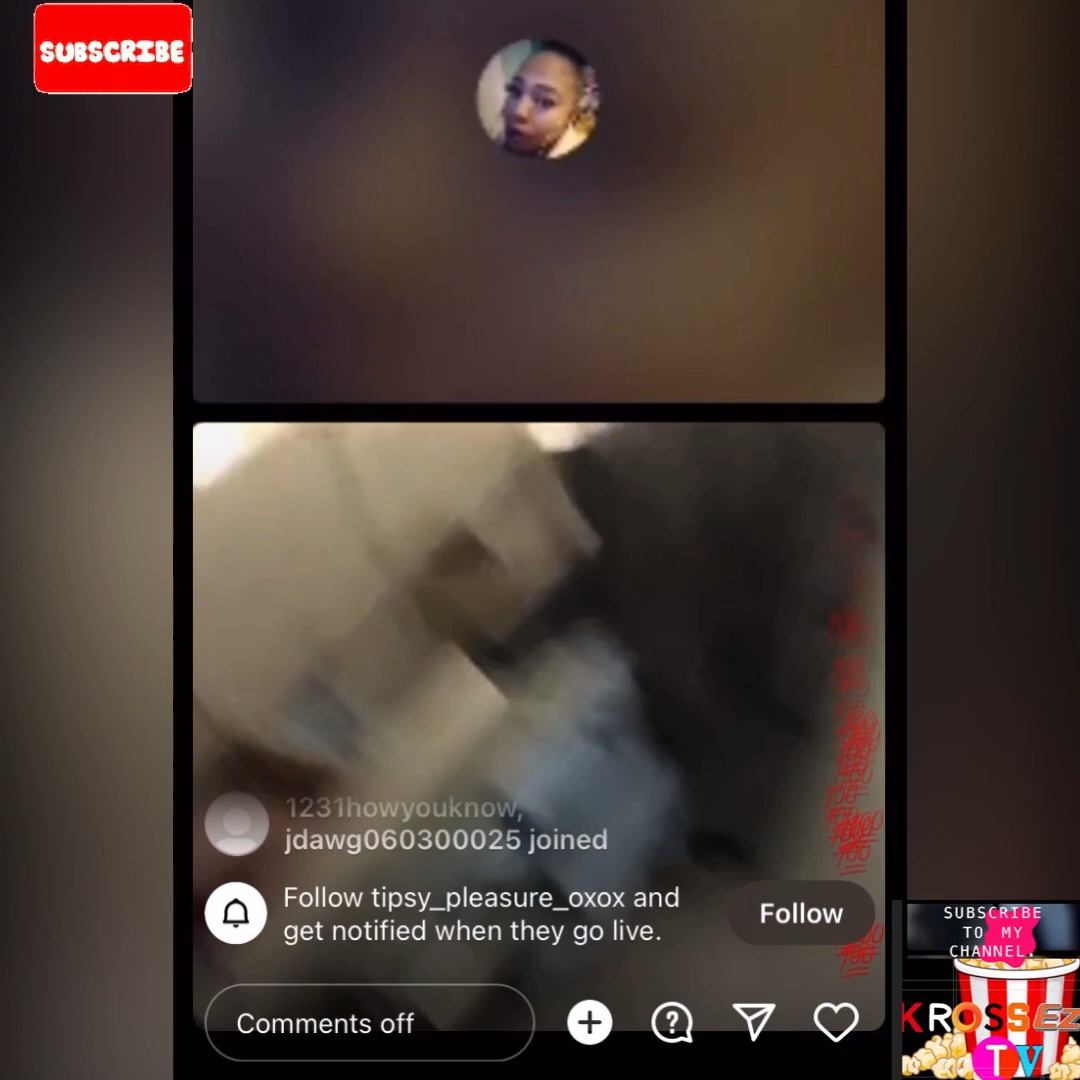 SUBSCRIBE
1231howyouknow,
jdawg060300025 joined
Follow tipsy_pleasure_oxox and
get notified when they go live.
Follow
Comments off
SUBSCRIBE
TO MY
CHANNEL.
KROSSEz
TV